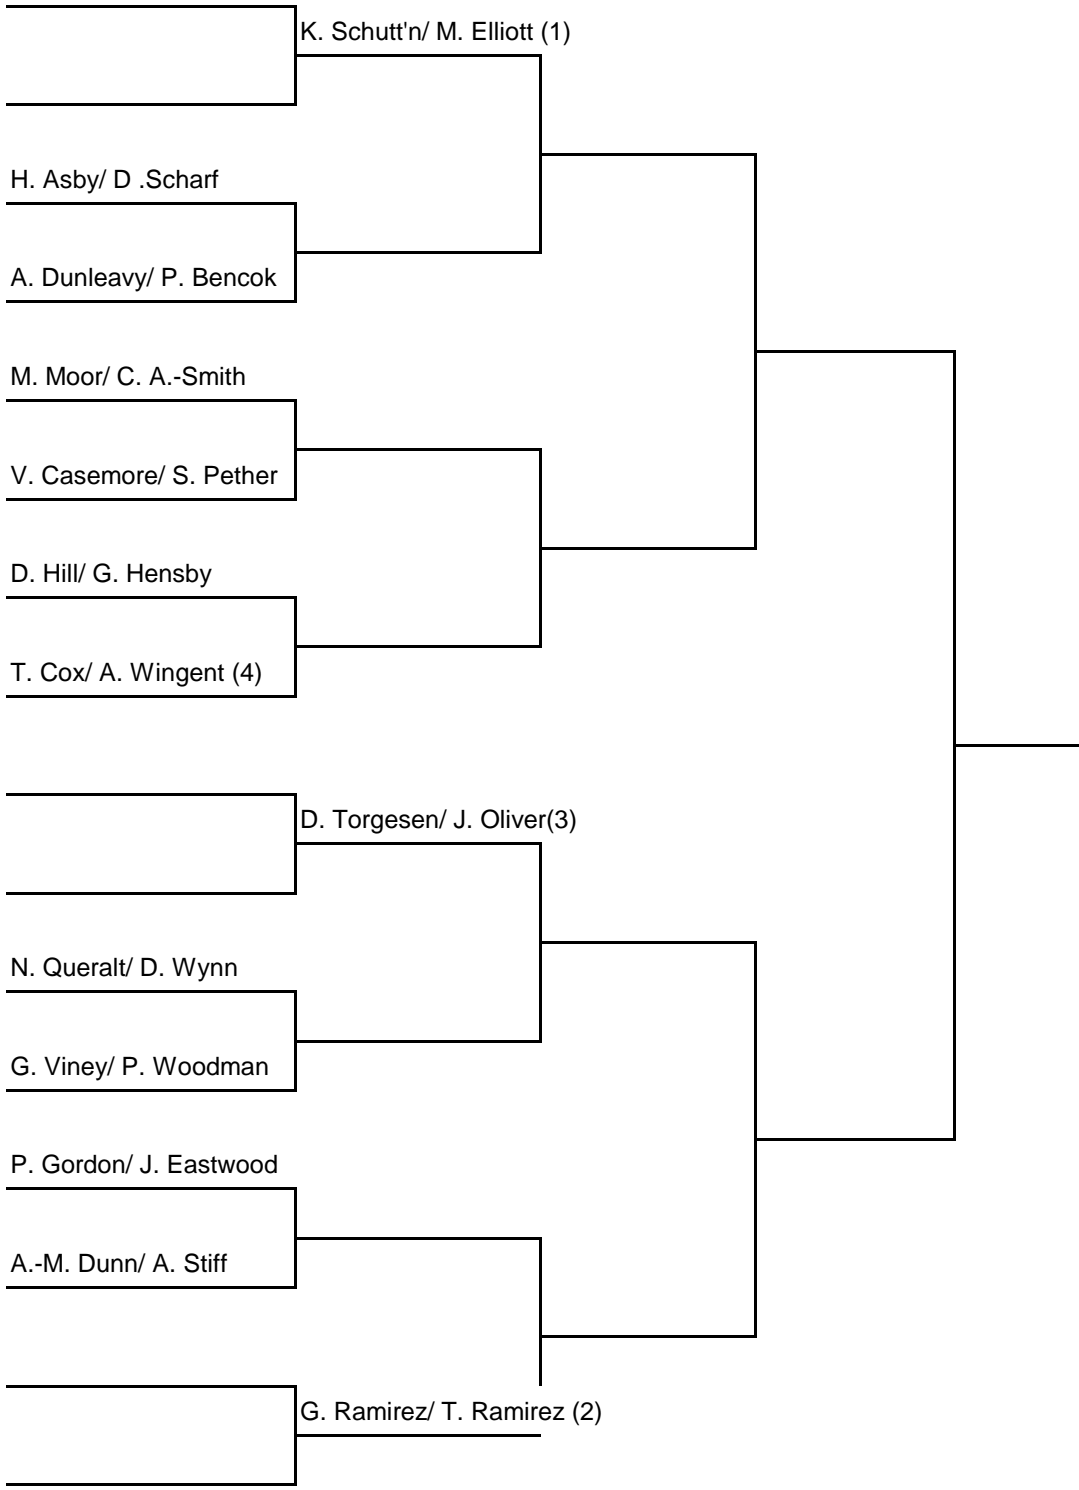 K. Schutt'n/ M. Elliott (1)
H. Asby/ D .Scharf
A. Dunleavy/ P. Bencok
M. Moor/ C. A.-Smith
V. Casemore/ S. Pether
D. Hill/ G. Hensby
T. Cox/ A. Wingent (4)
D. Torgesen/ J. Oliver(3)
N. Queralt/ D. Wynn
G. Viney/ P. Woodman
P. Gordon/ J. Eastwood
A.-M. Dunn/ A. Stiff
G. Ramirez/ T. Ramirez (2)